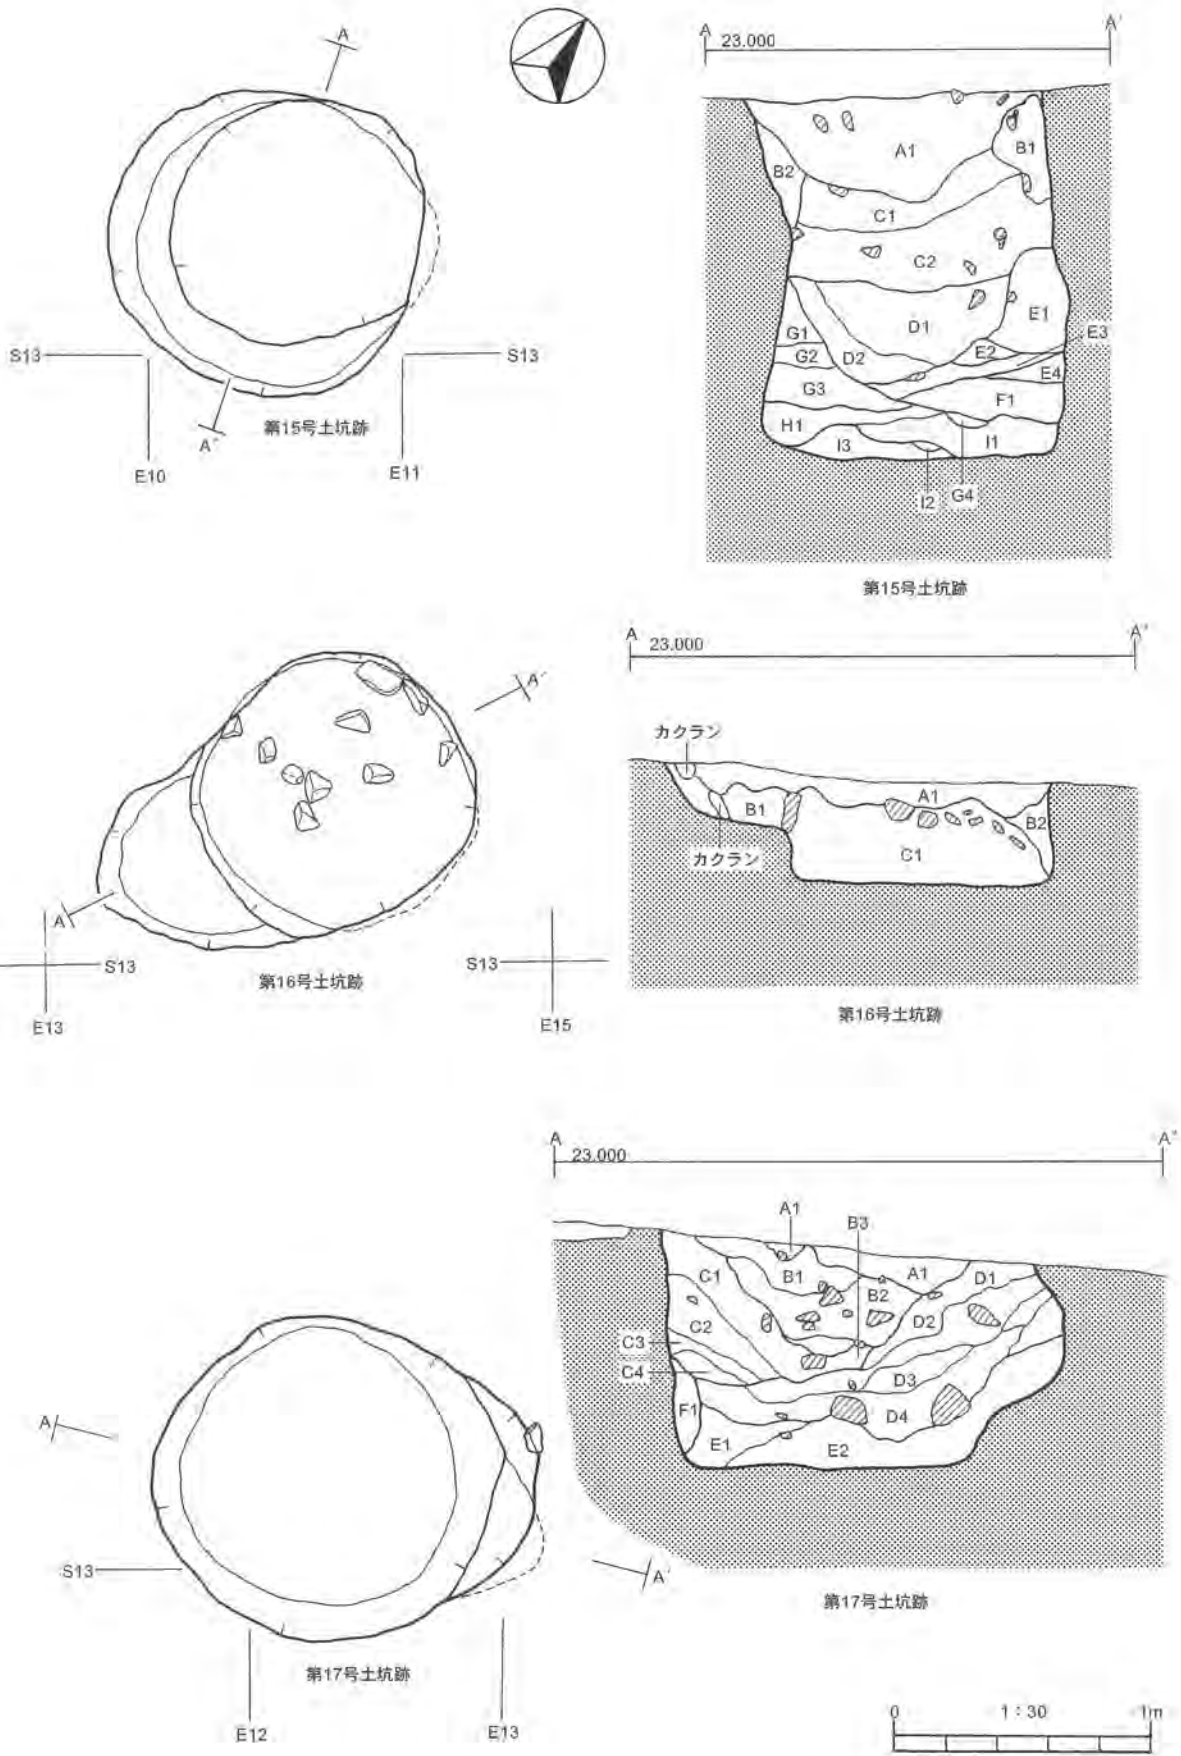 A
A'
23.000
A
A1
B1
B2
C1
C2
D1
E1
E3
G1
E2
G2
D2
E4
G3
F1
H1
I3
I1
I2
G4
S13
S13
A'
E10
E11
第15号土坑跡
第15号土坑跡
A
23.000
A'
カクラン
A'
A1
B1
B2
カクラン
C1
A
S13
S13
第16号土坑跡
E13
E15
第16号土坑跡
A
23.000
A'
A1
B3
C1
B1
A1
D1
B2
C2
D2
C3
C4
D3
F1
D4
E1
E2
A
S13
A'
第17号土坑跡
第17号土坑跡
E12
E13
0
1：30
1m